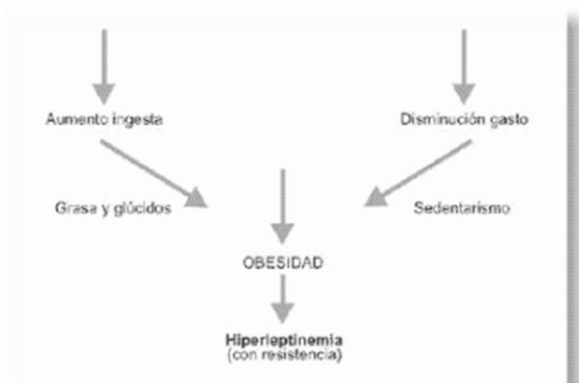 Aumento ingesta
Disminución gasto
Grasa y glúcidos
Sedentarismo
OBESIDAD
Hiperleptinemia
(con resistencia)